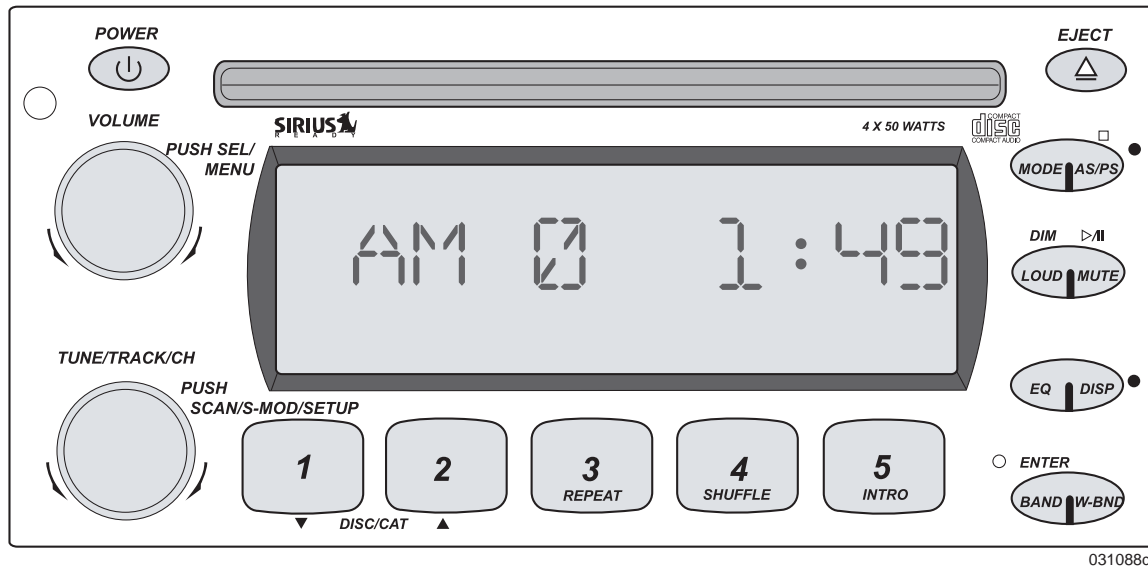 POWER
EJECT
VOLUME
SIRIUS
READY
4 X 50 WATTS
COMPACT
disc
COMPACT AUDIO
PUSH SEL/
MENU
MODE AS/PS
AM 0 1:49
DIM
LOUD MUTE
TUNE/TRACK/CH
PUSH
SCAN/S-MOD/SETUP
EQ DISP
1
2
3
REPEAT
4
SHUFFLE
5
INTRO
ENTER
BAND W-BND
DISC/CAT
031088c